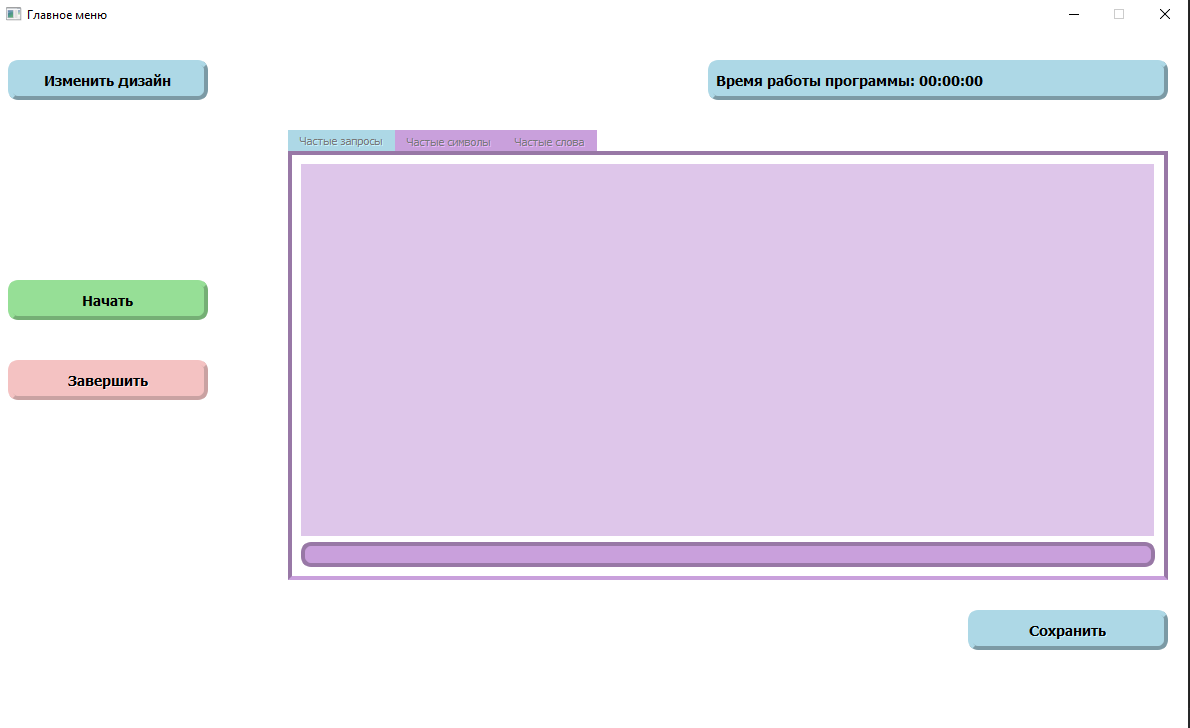 Главное меню
Изменить дизайн
Время работы программы: 00:00:00
Частые запросы
Частые символы
Частые слова
Начать
Завершить
Сохранить